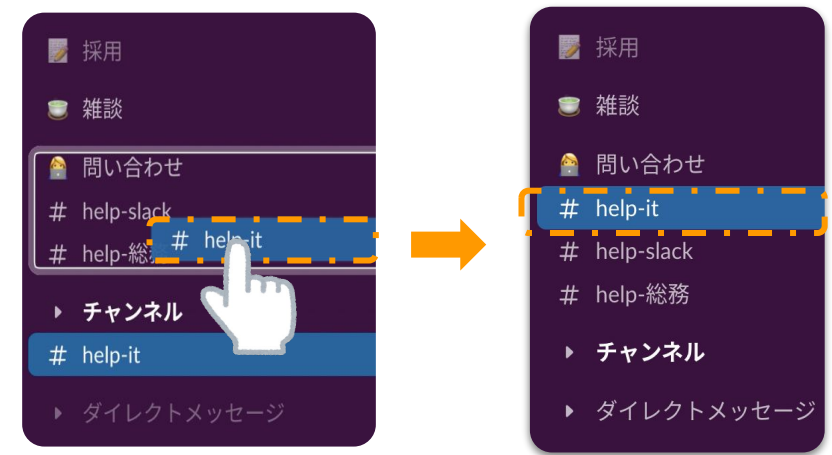 採用
雑談
問い合わせ
# help-slack
# help-総務
# help-it
チャンネル
# help-it
ダイレクトメッセージ
採用
雑談
問い合わせ
# help-it
# help-slack
# help-総務
チャンネル
ダイレクトメッセージ